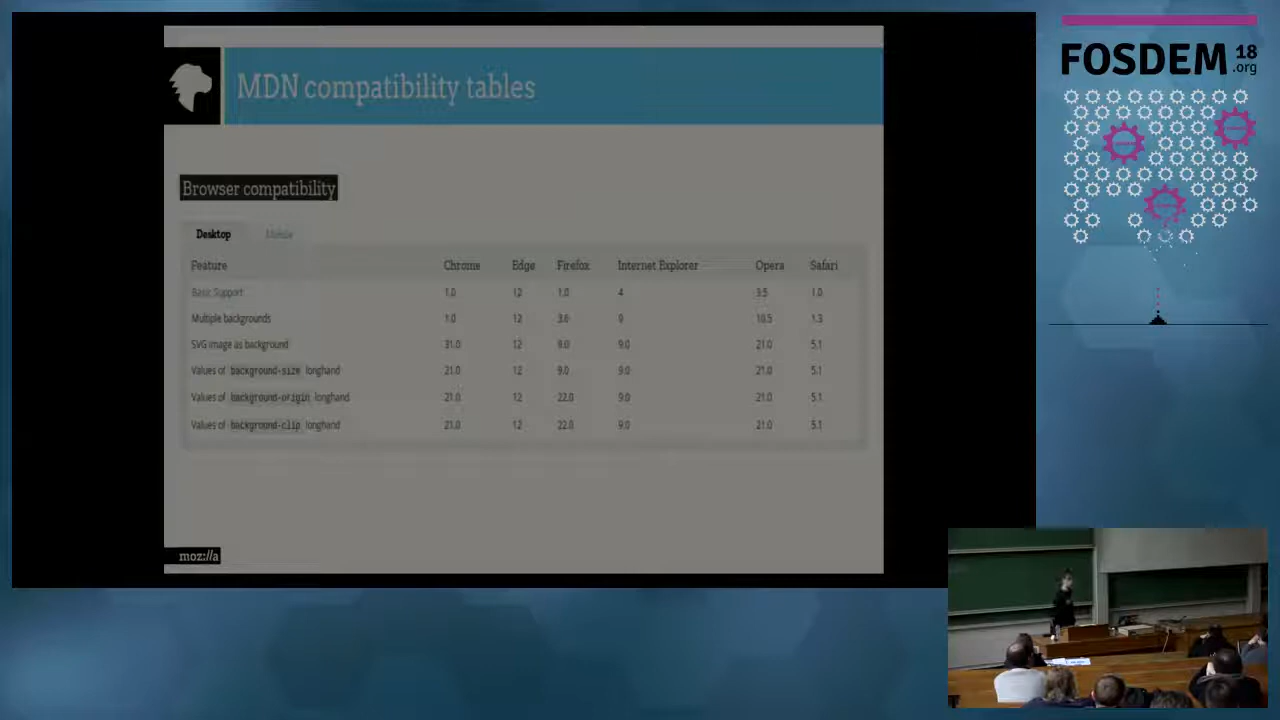 MDN compatibility tables
Browser compatibility
Desktop Mobile
Feature Chrome Edge Firefox Internet Explorer Opera Safari
Basic Support 1.0 12 1.0 4 3.5 1.0
Multiple backgrounds 1.0 12 3.6 9 10.5 1.3
SVG image as background 31.0 12 9.0 21.0 5.1
Values of background-size longhand 21.0 12 9.0 9.0 21.0 5.1
Values of background-origin longhand 21.0 12 22.0 9.0 21.0 5.1
Values of background-clip longhand 21.0 12 22.0 9.0 21.0 5.1
moz://a
FOSDEM 18
.org